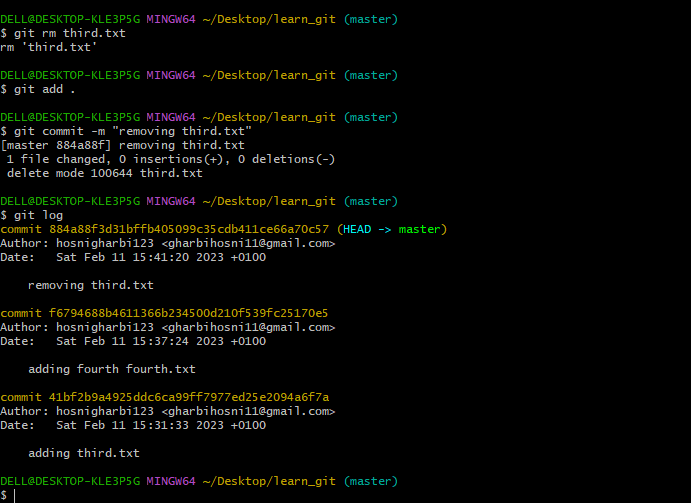 DELL@DESKTOP-KLE3P5G MINGW64 ~/Desktop/learn_git (master)
$ git rm third.txt
rm 'third.txt'
DELL@DESKTOP-KLE3P5G MINGW64 ~/Desktop/learn_git (master)
$ git add .
DELL@DESKTOP-KLE3P5G MINGW64 ~/Desktop/learn_git (master)
$ git commit -m "removing third.txt"
[master 884a88f] removing third.txt
 1 file changed, 0 insertions(+), 0 deletions(-)
 delete mode 100644 third.txt
DELL@DESKTOP-KLE3P5G MINGW64 ~/Desktop/learn_git (master)
$ git log
commit 884a88f3d31bffb405099c35cdb411ce66a70c57 (HEAD -> master)
Author: hosnigharbi123 <gharbihosni11@gmail.com>
Date:   Sat Feb 11 15:41:20 2023 +0100
    removing third.txt
commit f6794688b4611366b234500d210f539fc25170e5
Author: hosnigharbi123 <gharbihosni11@gmail.com>
Date:   Sat Feb 11 15:37:24 2023 +0100
    adding fourth fourth.txt
commit 41bf2b9a4925ddc6ca99ff7977ed25e2094a6f7a
Author: hosnigharbi123 <gharbihosni11@gmail.com>
Date:   Sat Feb 11 15:31:33 2023 +0100
    adding third.txt
DELL@DESKTOP-KLE3P5G MINGW64 ~/Desktop/learn_git (master)
$